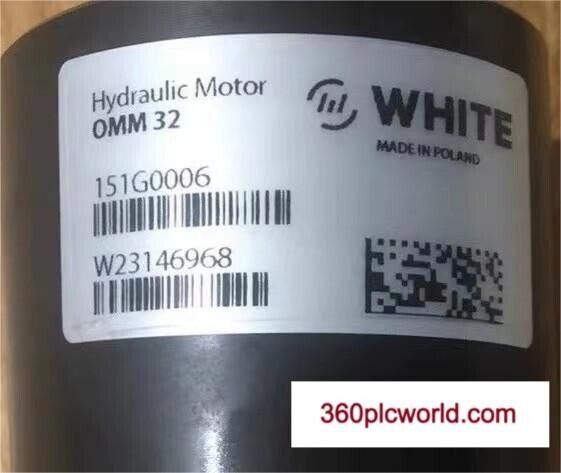 Hydraulic Motor
OMM 32
WHITE
MADE IN POLAND
151G0006
W23146968
360plcworld.com